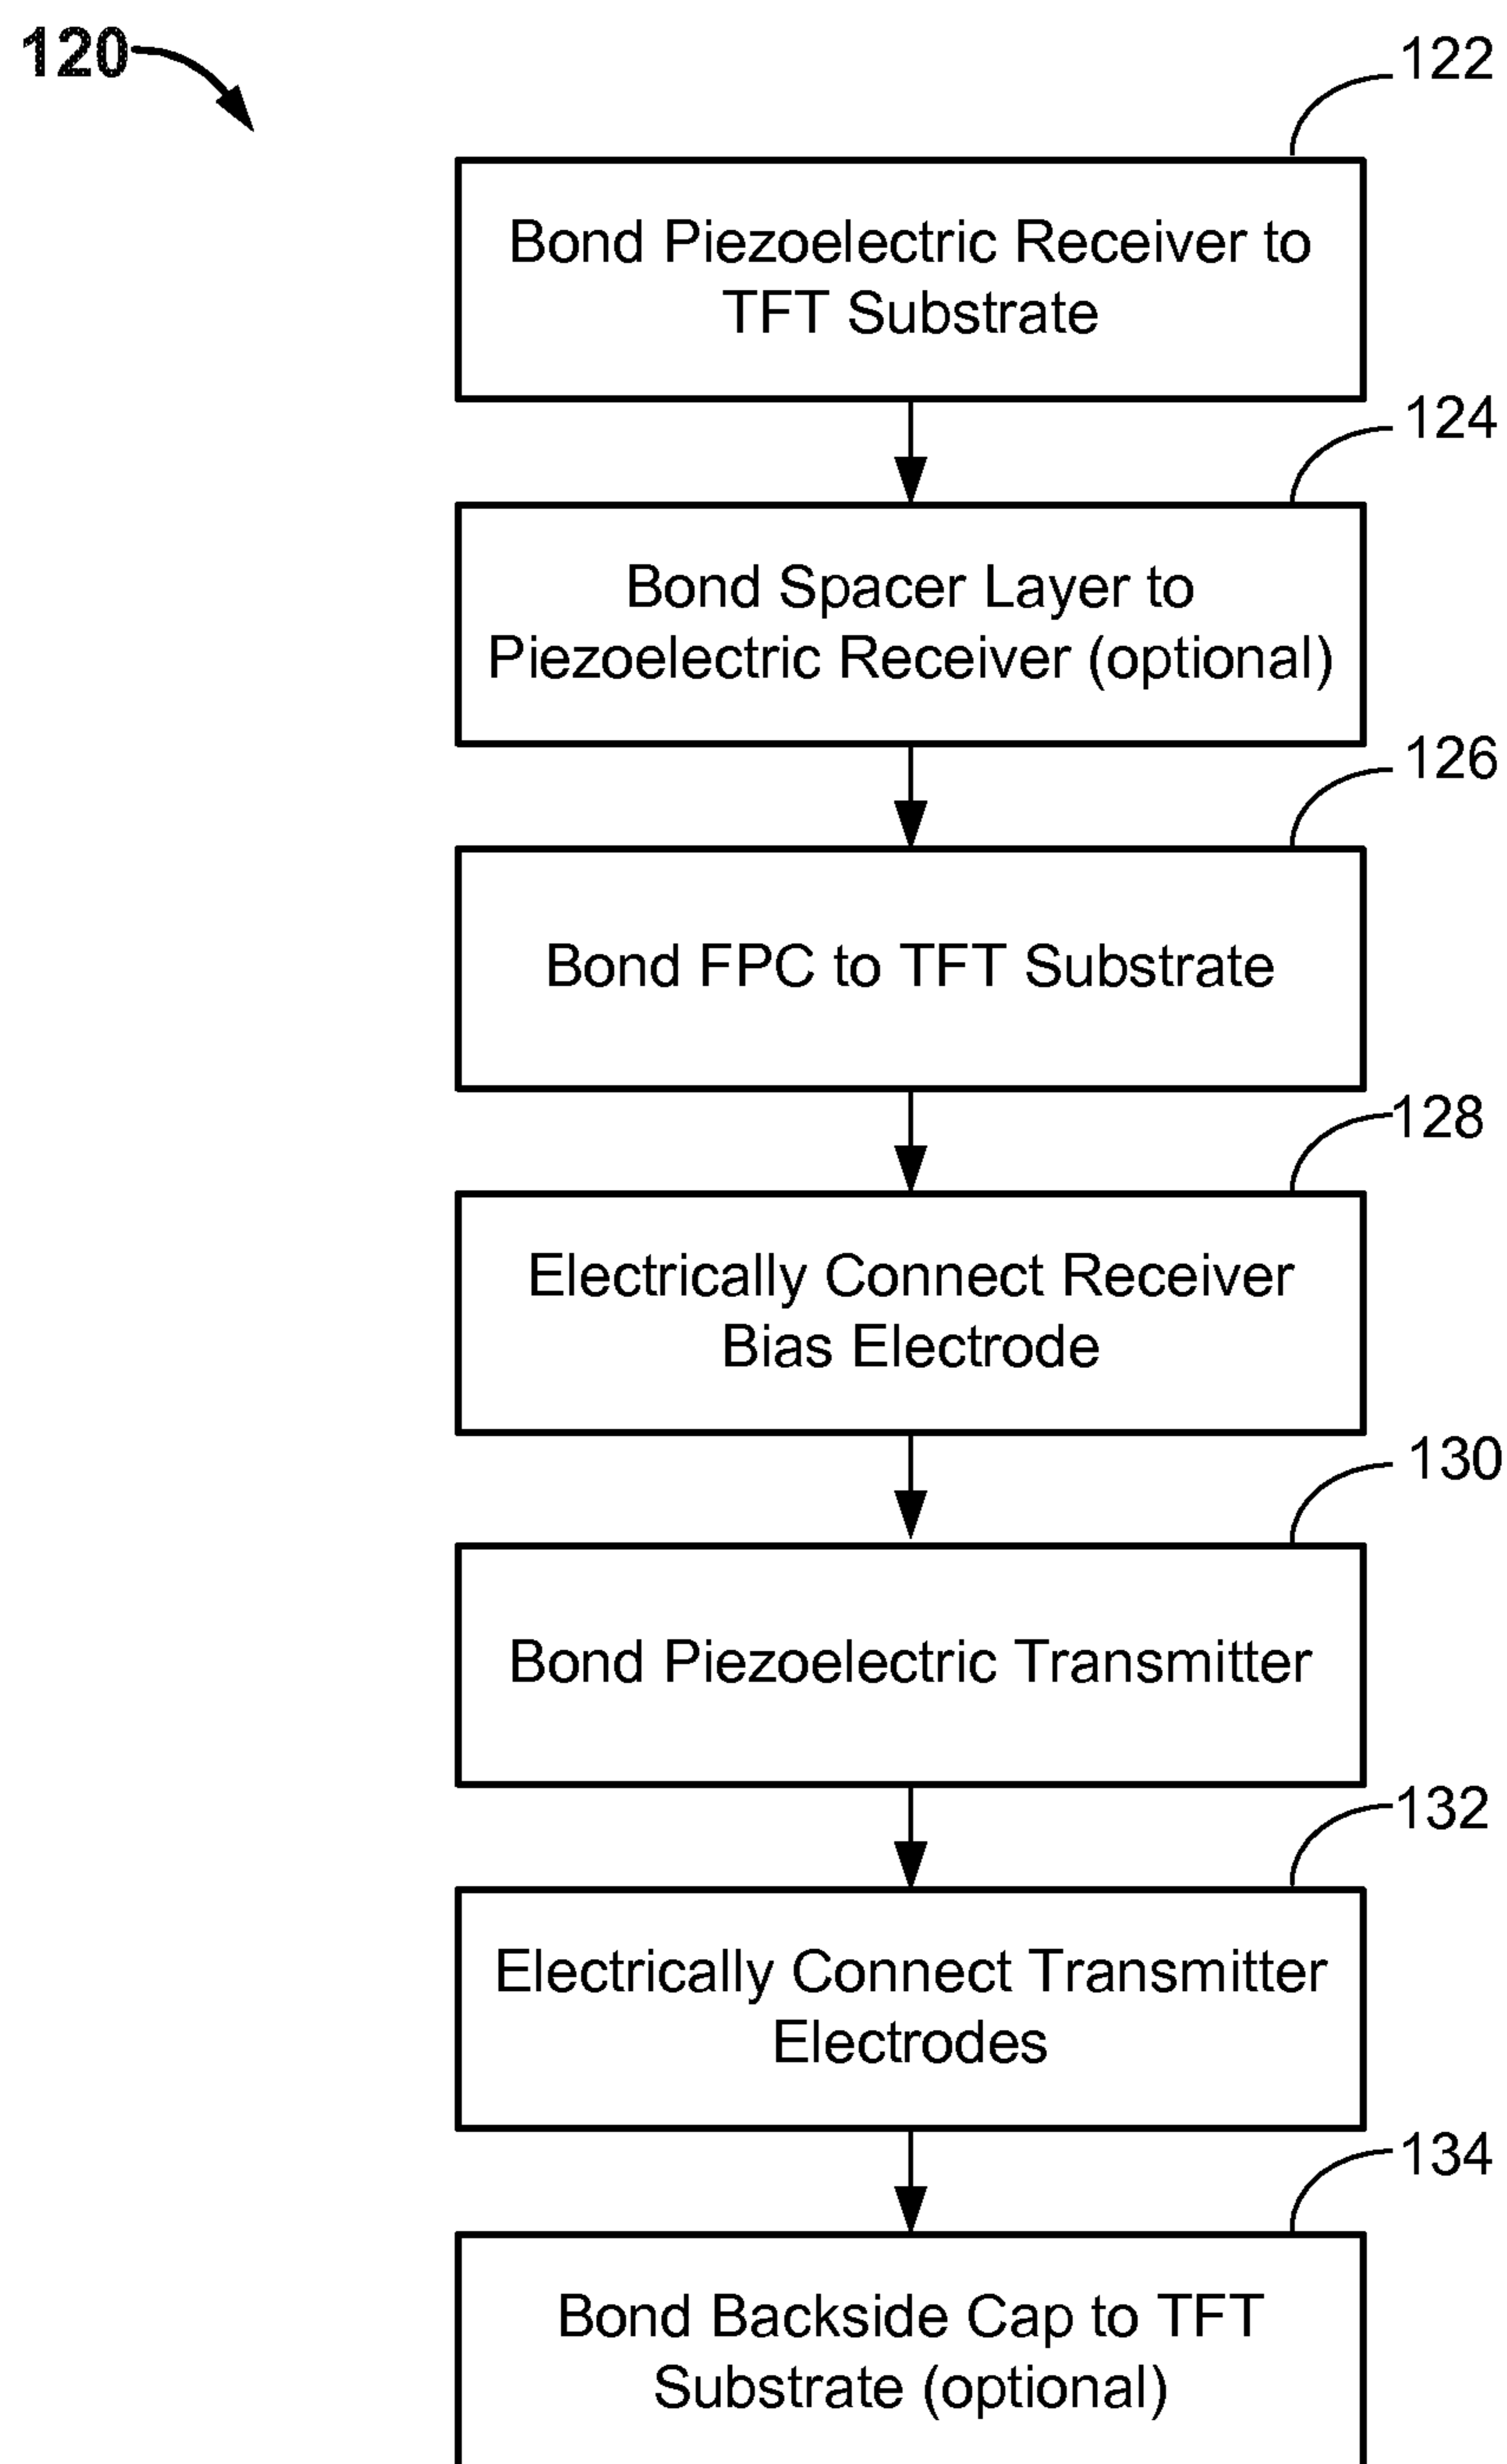 120
122
Bond Piezoelectric Receiver to
TFT Substrate
124
Bond Spacer Layer to
Piezoelectric Receiver (optional)
126
Bond FPC to TFT Substrate
128
Electrically Connect Receiver
Bias Electrode
130
Bond Piezoelectric Transmitter
132
Electrically Connect Transmitter
Electrodes
134
Bond Backside Cap to TFT
Substrate (optional)